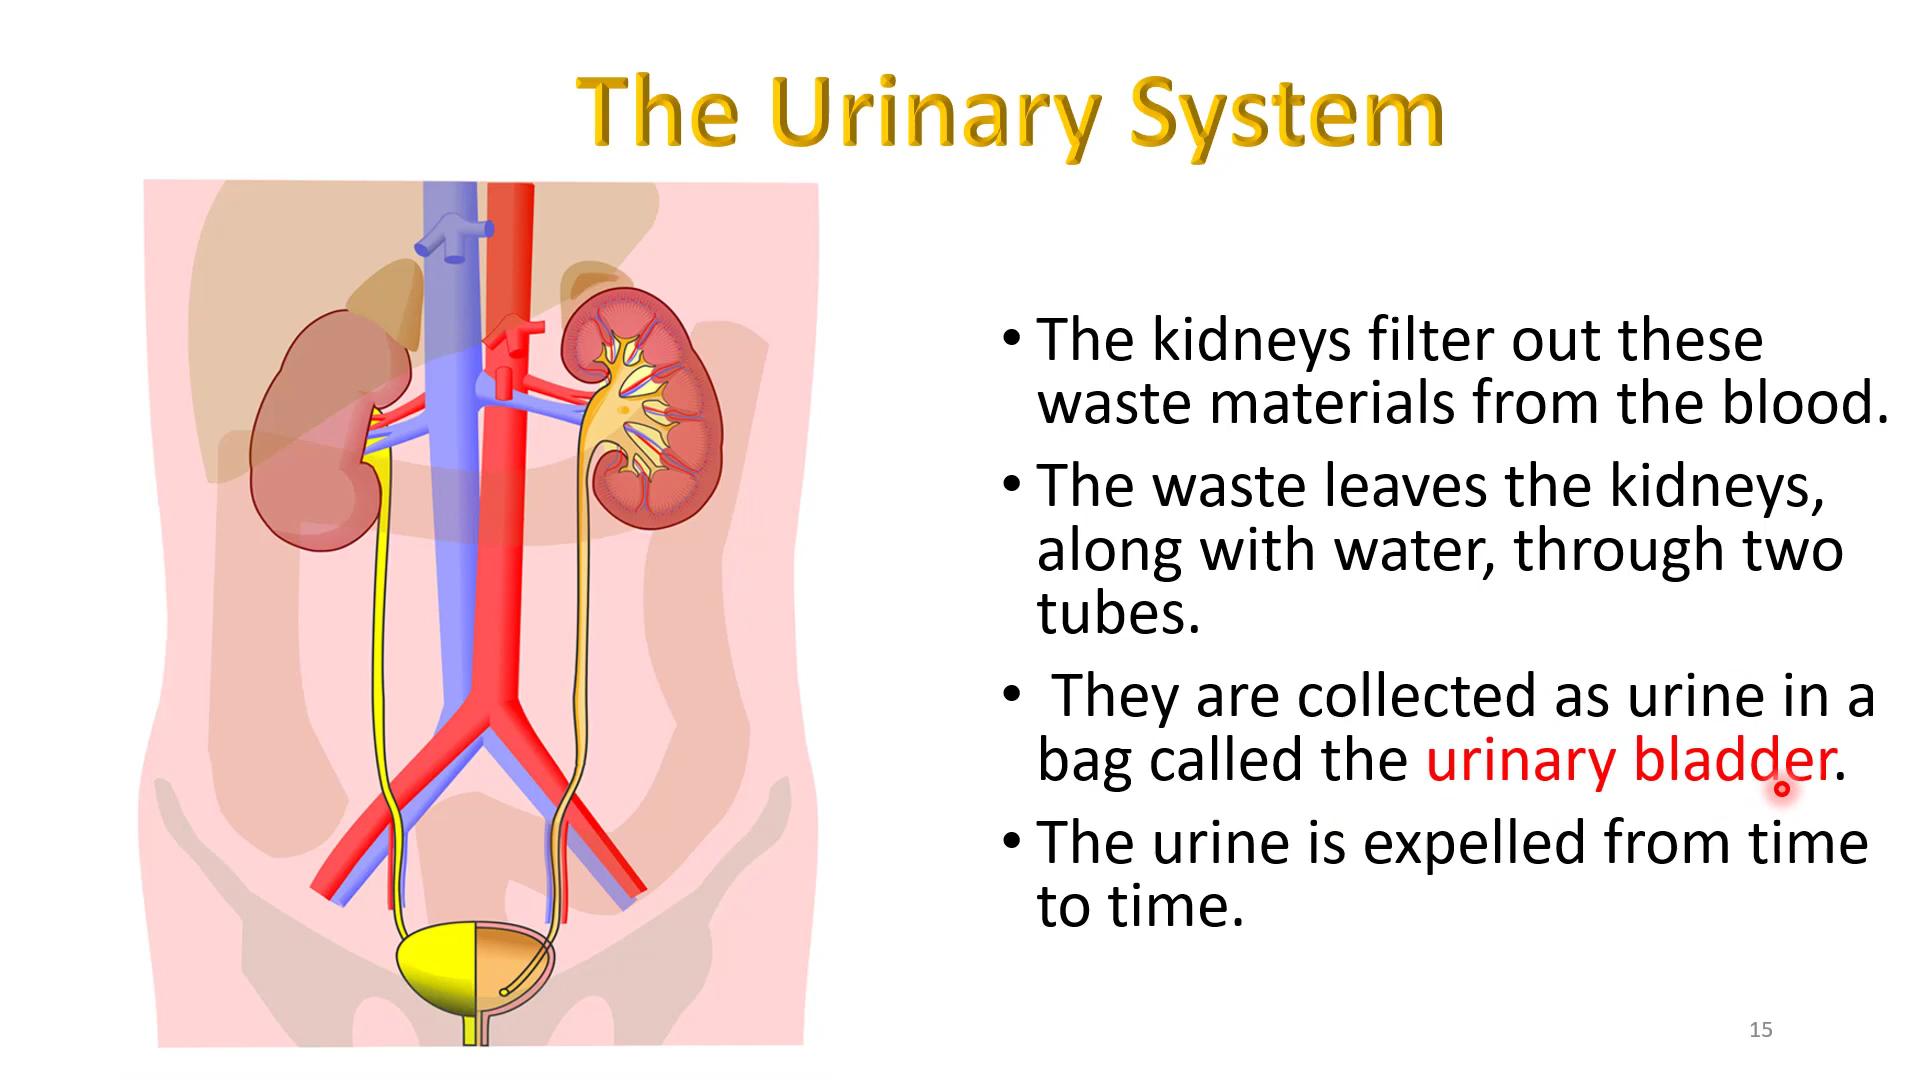 The Urinary System
• The kidneys filter out these
waste materials from the blood.
• The waste leaves the kidneys,
along with water, through two
tubes.
• They are collected as urine in a
bag called the urinary bladder.
• The urine is expelled from time
to time.
15